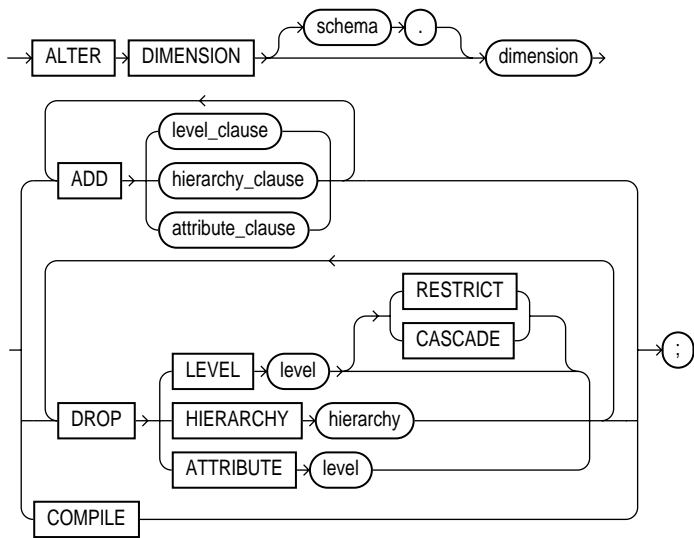 ALTER DIMENSION schema . dimension
level_clause
ADD hierarchy_clause
attribute_clause
RESTRICT
CASCADE
;
LEVEL level
DROP HIERARCHY hierarchy
ATTRIBUTE level
COMPILE